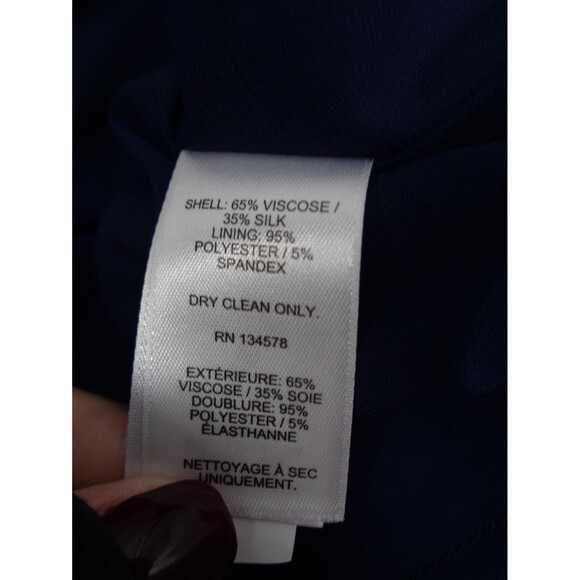 SHELL: 65% VISCOSE /
35% SILK
LINING: 95%
POLYESTER / 5%
SPANDEX
DRY CLEAN ONLY.
RN 134578
EXTÉRIEURE: 65%
VISCOSE / 35% SOIE
DOUBLURE: 95%
POLYESTER / 5%
ÉLASTHANNE
NETTOYAGE À SEC
UNIQUEMENT.